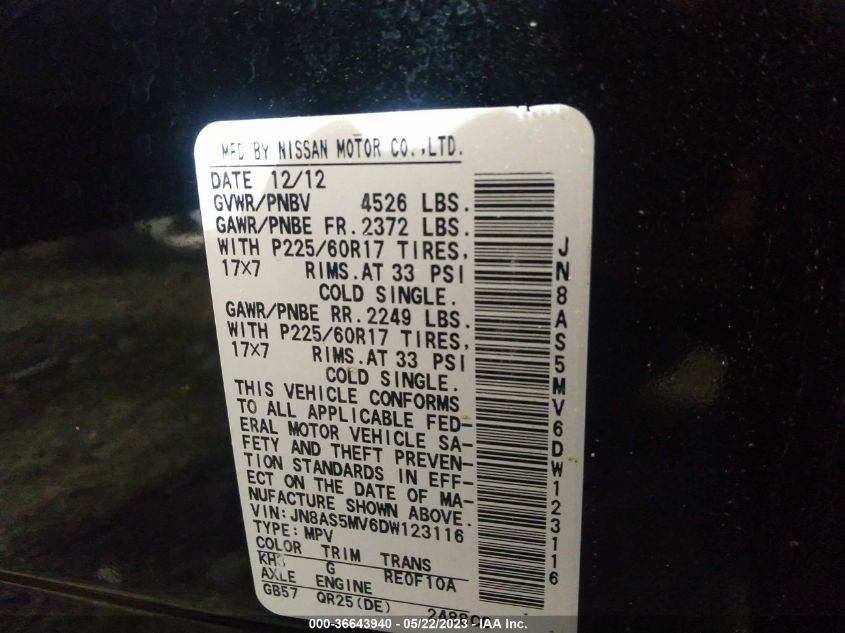 MFD BY NISSAN MOTOR CO.,LTD.
DATE 12/12
GVWR/PNBV 4526 LBS.
GAWR/PNBE FR.2372 LBS.
WITH P225/60R17 TIRES,
17X7 RIMS.AT 33 PSI
COLD SINGLE.
GAWR/PNBE RR.2249 LBS.
WITH P225/60R17 TIRES,
17X7 RIMS.AT 33 PSI
COLD SINGLE.
THIS VEHICLE CONFORMS
TO ALL APPLICABLE FED-
ERAL MOTOR VEHICLE SA-
FETY AND THEFT PREVEN-
TION STANDARDS IN EFF-
ECT ON THE DATE OF MA-
NUFACTURE SHOWN ABOVE.
VIN:JN8AS5MV6DW123116
TYPE:MPV
COLOR TRIM TRANS
KH3 G RE0F10A
AXLE ENGINE
GB57 QR25(DE)
JN8AS5MV6DW123116
000-36643940 - 05/22/2023 - IAA Inc.